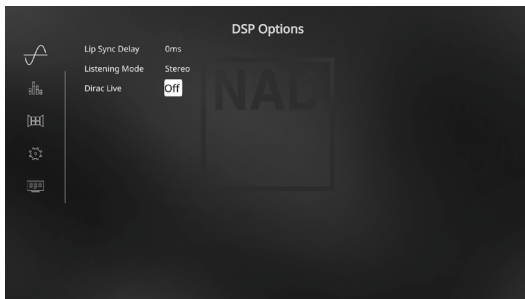 DSP Options
Lip Sync Delay 0ms
Listening Mode Stereo
Dirac Live Off
NAD